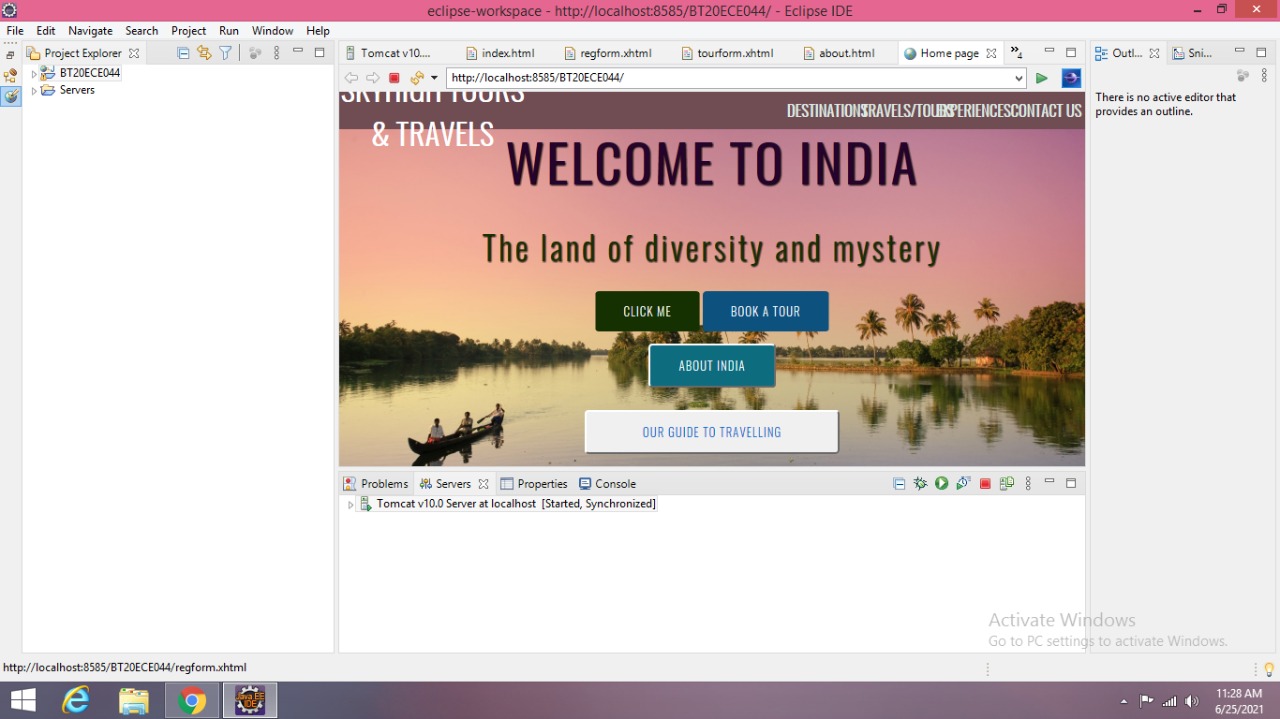 eclipse-workspace - http://localhost:8585/BT20ECE044/ - Eclipse IDE
File Edit Navigate Search Project Run Window Help
Project Explorer
Tomcat v10.... index.html regform.xhtml tourform.xhtml about.html Home page »4
Outl... Sni...
BT20ECE044
Servers
http://localhost:8585/BT20ECE044/
There is no active editor that
provides an outline.
SKYHIGH TOURS
& TRAVELS
DESTINATIONS TRAVELS/TOURS EXPERIENCES CONTACT US
WELCOME TO INDIA
The land of diversity and mystery
CLICK ME BOOK A TOUR
ABOUT INDIA
OUR GUIDE TO TRAVELLING
Problems Servers Properties Console
Tomcat v10.0 Server at localhost [Started, Synchronized]
Activate Windows
Go to PC settings to activate Windows.
http://localhost:8585/BT20ECE044/regform.xhtml
Java EE
IDE
11:28 AM
6/25/2021